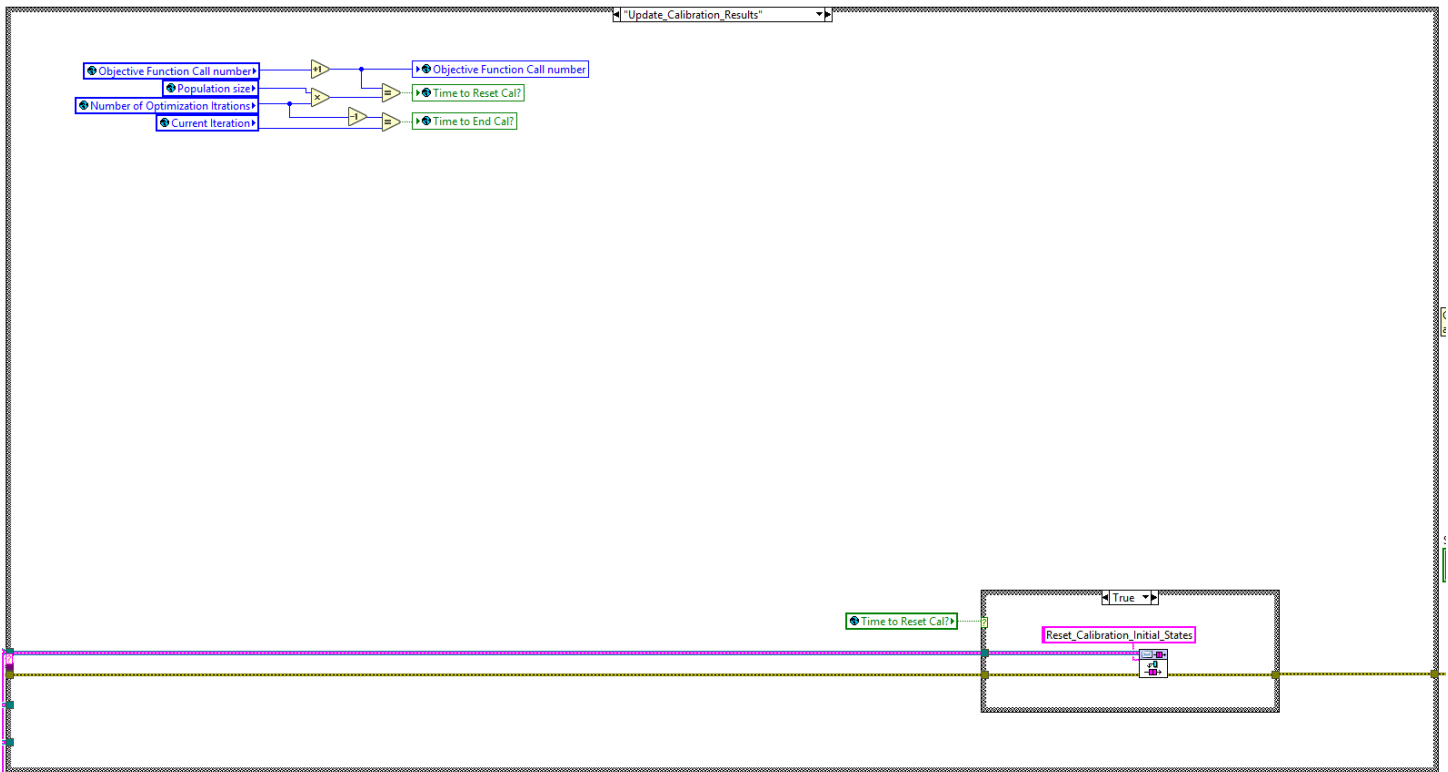 "Update_Calibration_Results"
Objective Function Call number
+1
Objective Function Call number
Population size
x
=
Time to Reset Cal?
Number of Optimization Itrations
-1
=
Time to End Cal?
Current Iteration
True
Time to Reset Cal?
?
Reset_Calibration_Initial_States